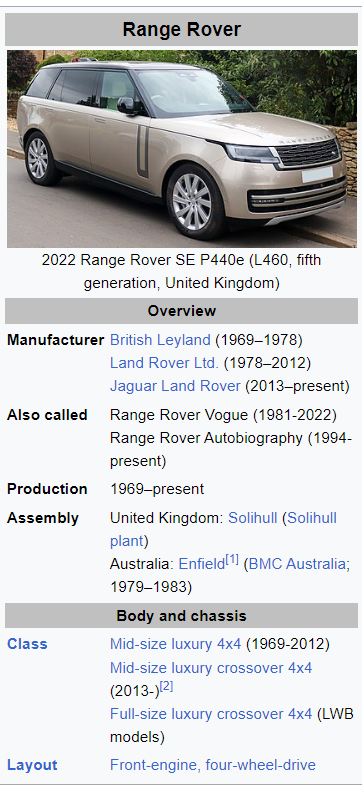 Range Rover
2022 Range Rover SE P440e (L460, fifth
generation, United Kingdom)
Overview
Manufacturer British Leyland (1969–1978)
Land Rover Ltd. (1978–2012)
Jaguar Land Rover (2013–present)
Also called Range Rover Vogue (1981-2022)
Range Rover Autobiography (1994-
present)
Production 1969–present
Assembly United Kingdom: Solihull (Solihull
plant)
Australia: Enfield[1] (BMC Australia;
1979–1983)
Body and chassis
Class Mid-size luxury 4x4 (1969-2012)
Mid-size luxury crossover 4x4
(2013-)[2]
Full-size luxury crossover 4x4 (LWB
models)
Layout Front-engine, four-wheel-drive